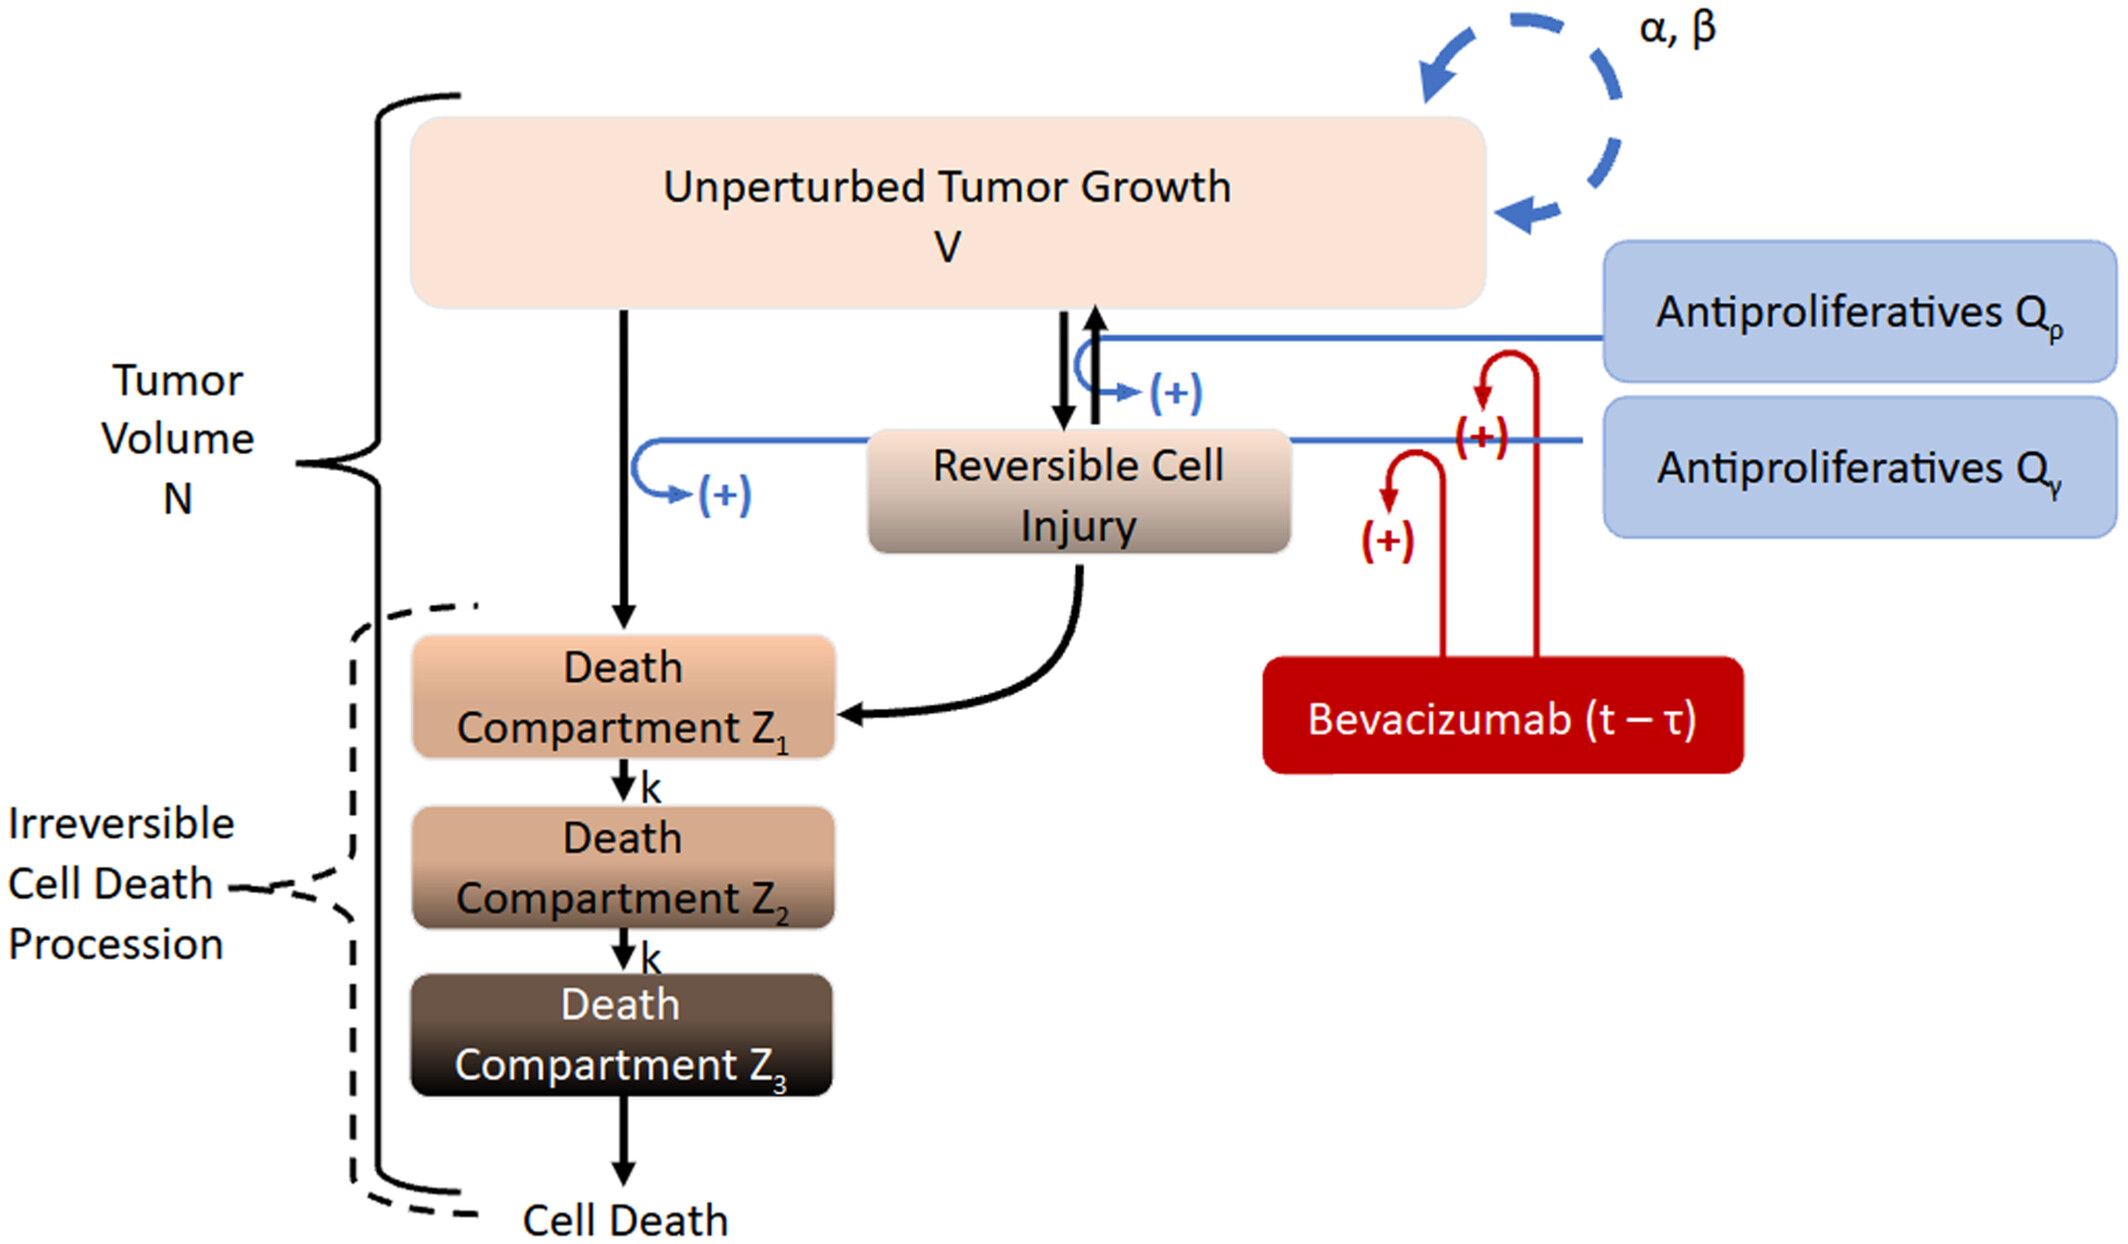 α, β
Unperturbed Tumor Growth
V
Antiproliferatives Qρ
(+)
Tumor
Volume
N
Antiproliferatives Qγ
(+)
Reversible Cell
Injury
(+)
(+)
Death
Compartment Z1
Bevacizumab (t – τ)
k
Death
Compartment Z2
Irreversible
Cell Death
Procession
k
Death
Compartment Z3
Cell Death